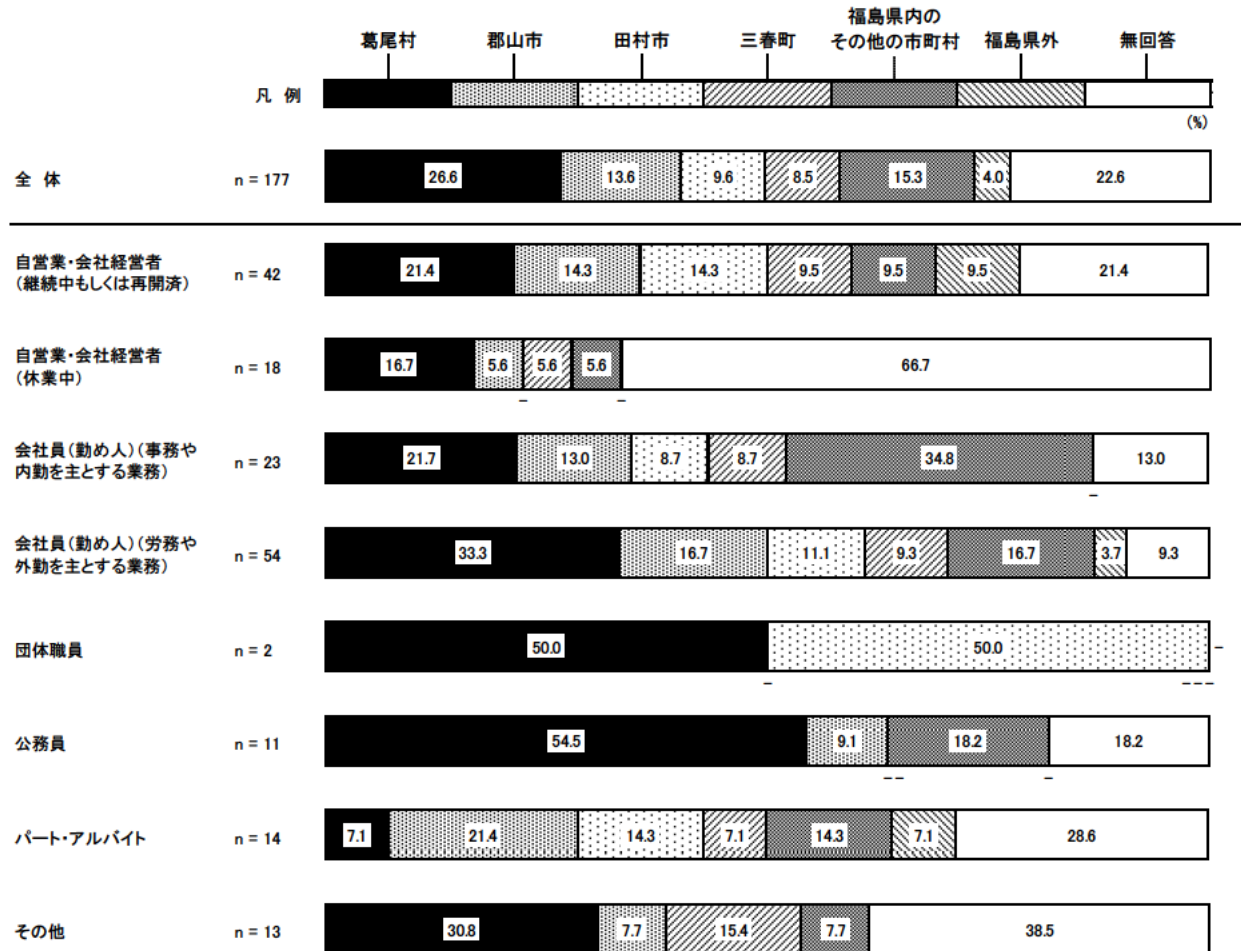 福島県内の
葛尾村 郡山市 田村市 三春町 その他の市町村 福島県外 無回答
凡 例
(%)
全 体 n = 177 26.6 13.6 9.6 8.5 15.3 4.0 22.6
自営業・会社経営者
(継続中もしくは再開済) n = 42 21.4 14.3 14.3 9.5 9.5 9.5 21.4
自営業・会社経営者
(休業中) n = 18 16.7 5.6 5.6 5.6 66.7
– –
会社員(勤め人)(事務や
内勤を主とする業務) n = 23 21.7 13.0 8.7 8.7 34.8 13.0
–
会社員(勤め人)(労務や
外勤を主とする業務) n = 54 33.3 16.7 11.1 9.3 16.7 3.7 9.3
団体職員 n = 2 50.0 50.0 –
– – – –
公務員 n = 11 54.5 9.1 18.2 18.2
– – –
パート・アルバイト n = 14 7.1 21.4 14.3 7.1 14.3 7.1 28.6
その他 n = 13 30.8 7.7 15.4 7.7 38.5